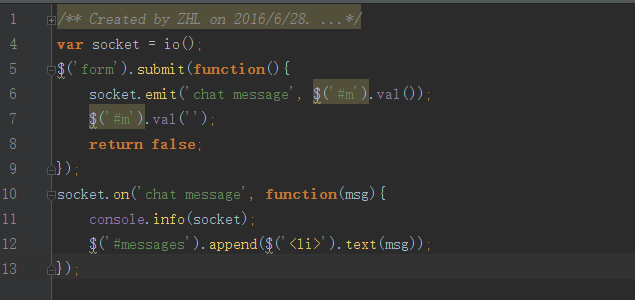 1 /** Created by ZHL on 2016/6/28. ...*/
4 var socket = io();
5 $('form').submit(function(){
6 socket.emit('chat message', $('#m').val());
7 $('#m').val('');
8 return false;
9 });
10 socket.on('chat message', function(msg){
11 console.info(socket);
12 $('#messages').append($('<li>').text(msg));
13 });